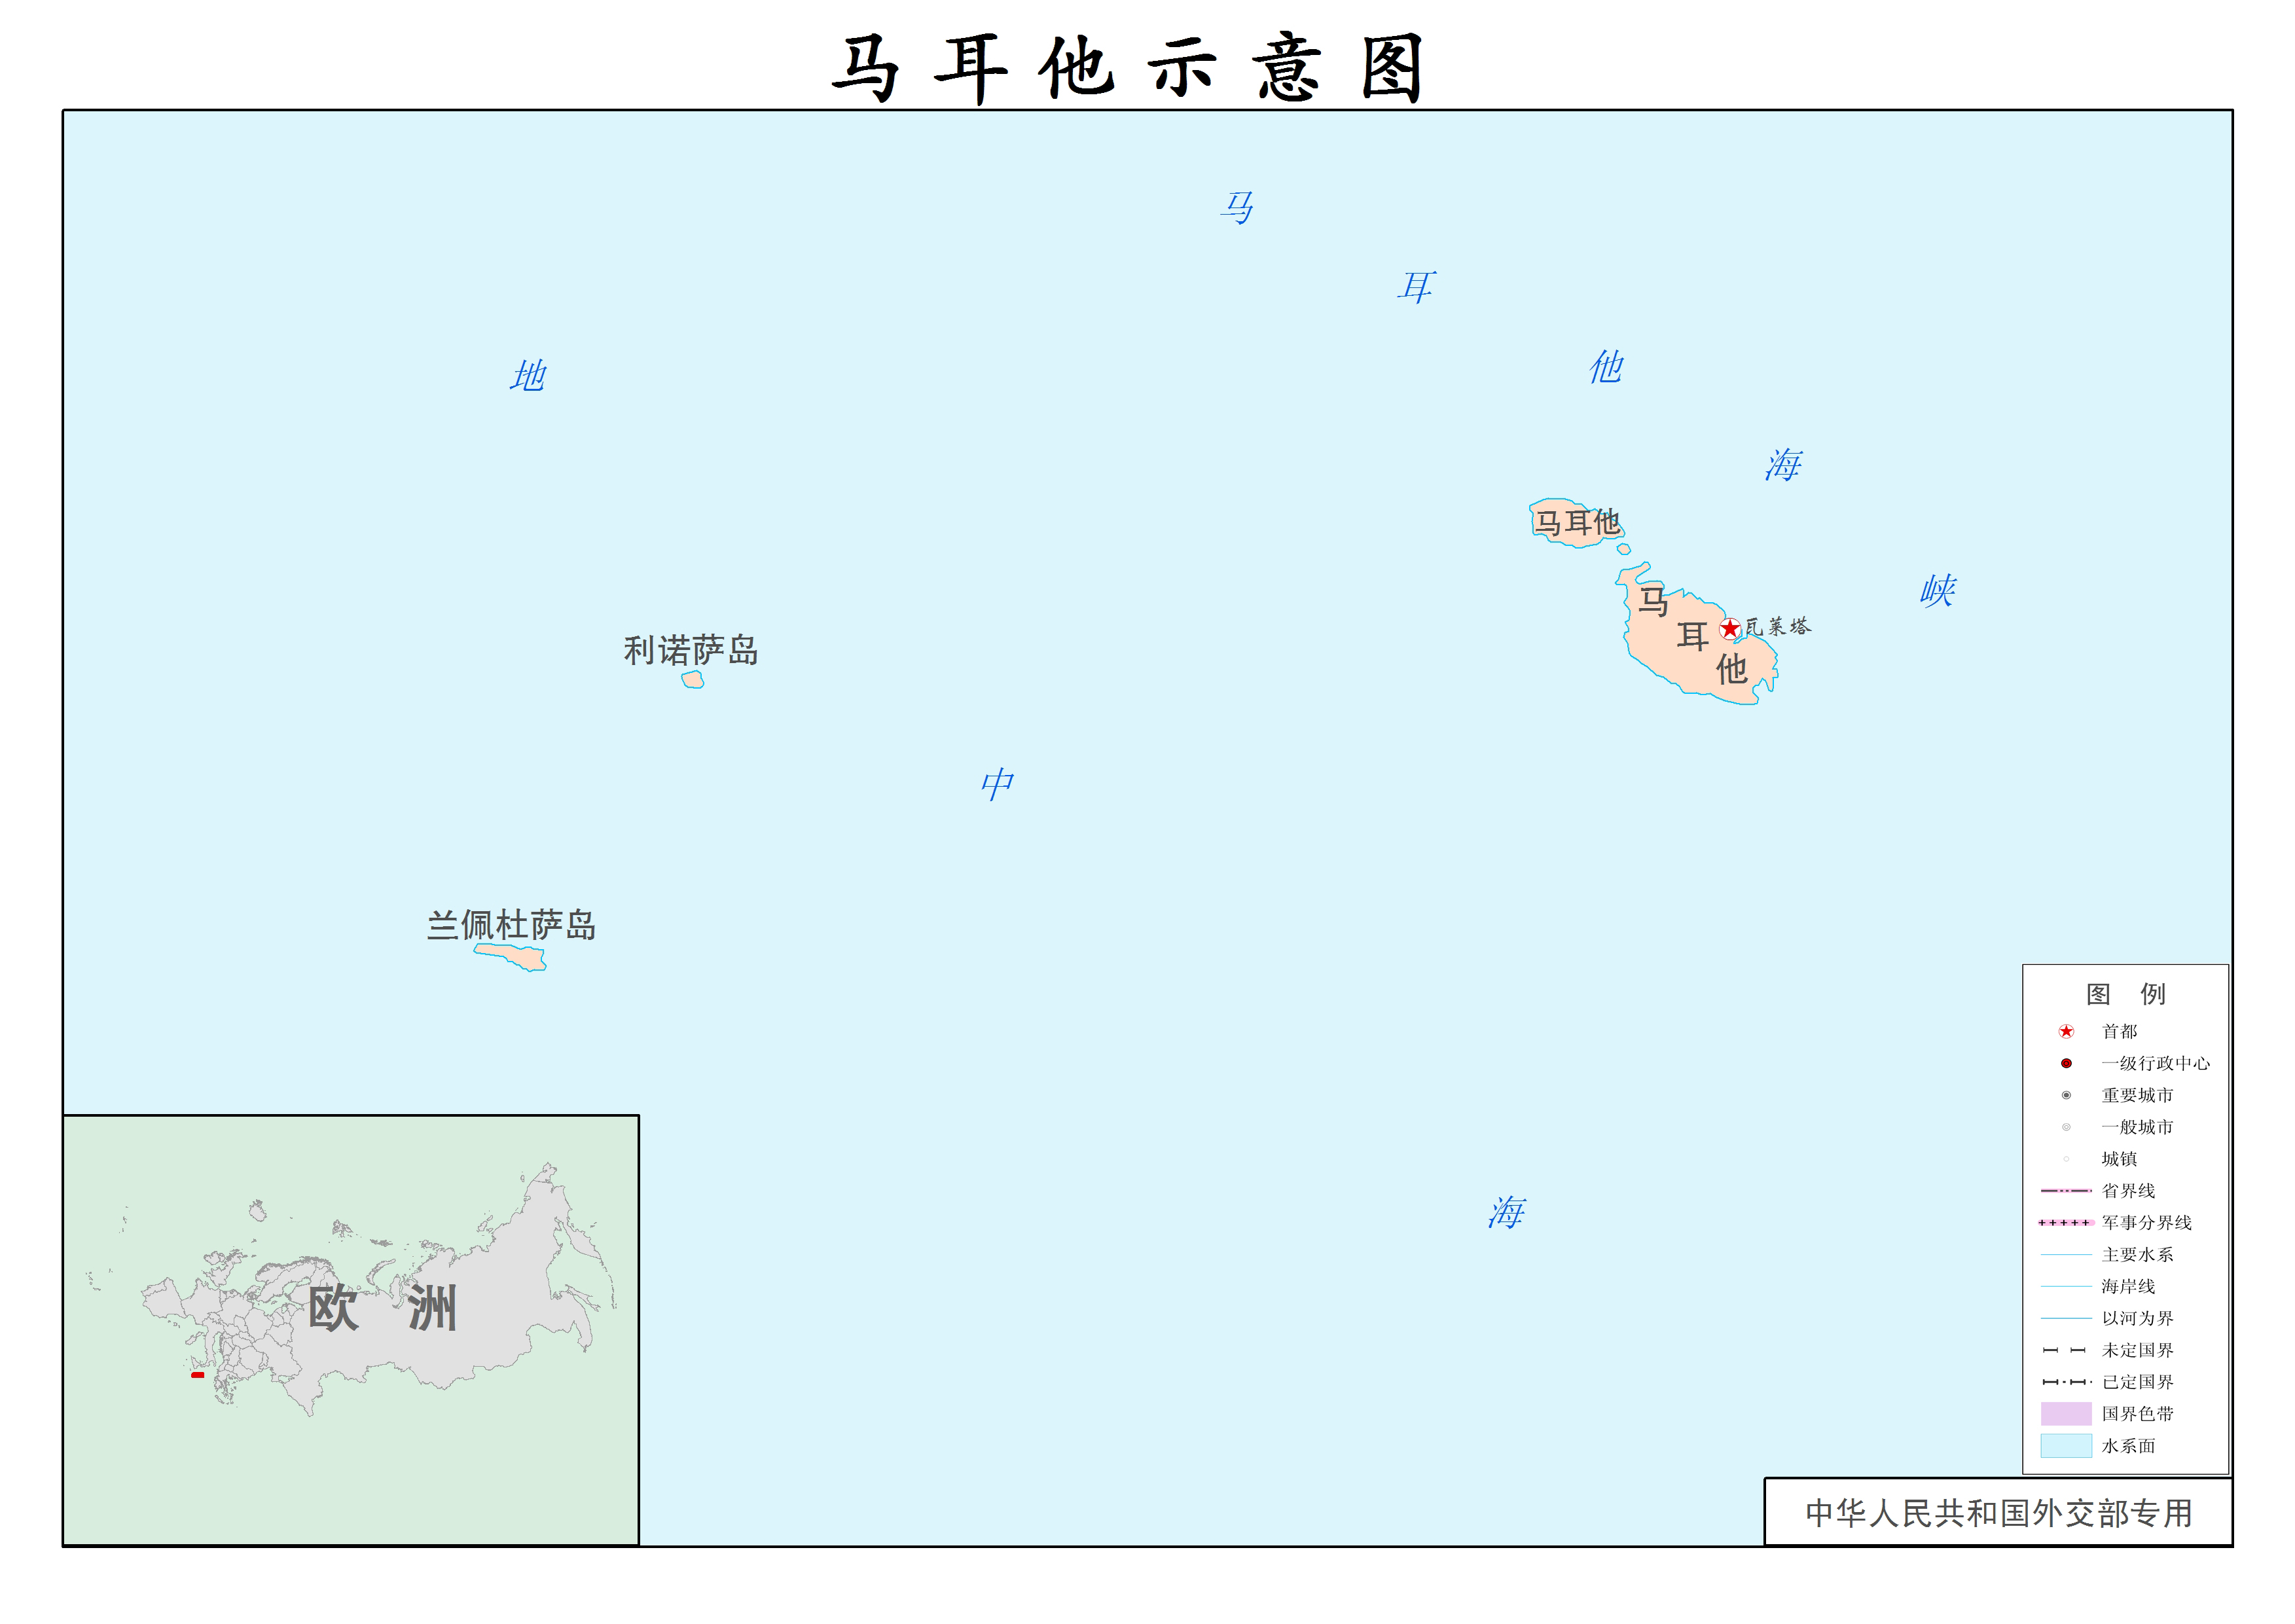 马耳他示意图
马耳他海峡
地中海
马耳他
马耳他
瓦莱塔
利诺萨岛
兰佩杜萨岛
欧洲
图例
首都
一级行政中心
重要城市
一般城市
城镇
省界线
军事分界线
主要水系
海岸线
以河为界
未定国界
已定国界
国界色带
水系面
中华人民共和国外交部专用